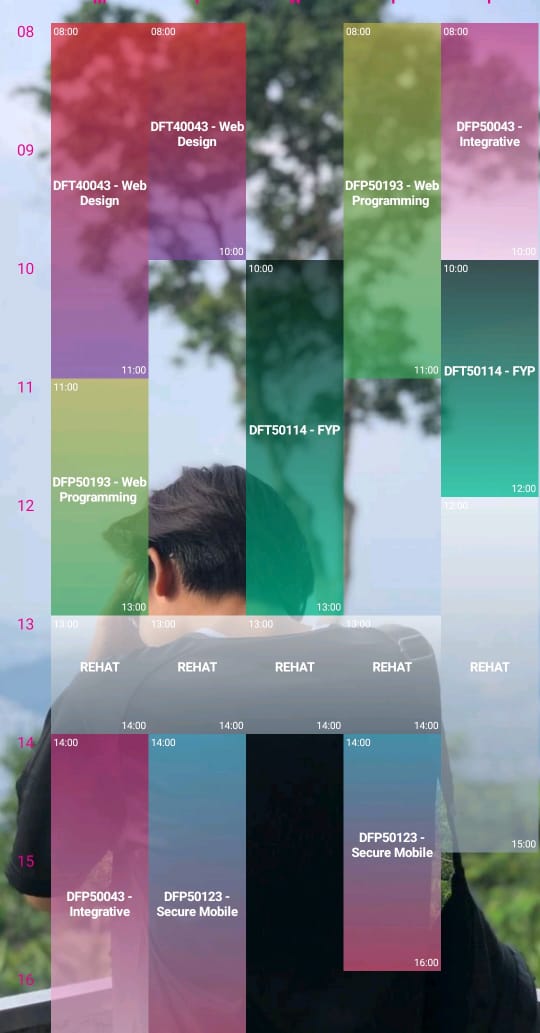 08
09
10
11
12
13
14
15
16
08:00
DFT40043 - Web
Design
11:00
11:00
DFP50193 - Web
Programming
13:00
13:00
REHAT
14:00
14:00
DFP50043 -
Integrative
08:00
DFT40043 - Web
Design
10:00
13:00
REHAT
14:00
14:00
DFP50123 -
Secure Mobile
10:00
DFT50114 - FYP
13:00
13:00
REHAT
14:00
08:00
DFP50193 - Web
Programming
11:00
13:00
REHAT
14:00
14:00
DFP50123 -
Secure Mobile
16:00
08:00
DFP50043 -
Integrative
10:00
10:00
DFT50114 - FYP
12:00
12:00
REHAT
15:00